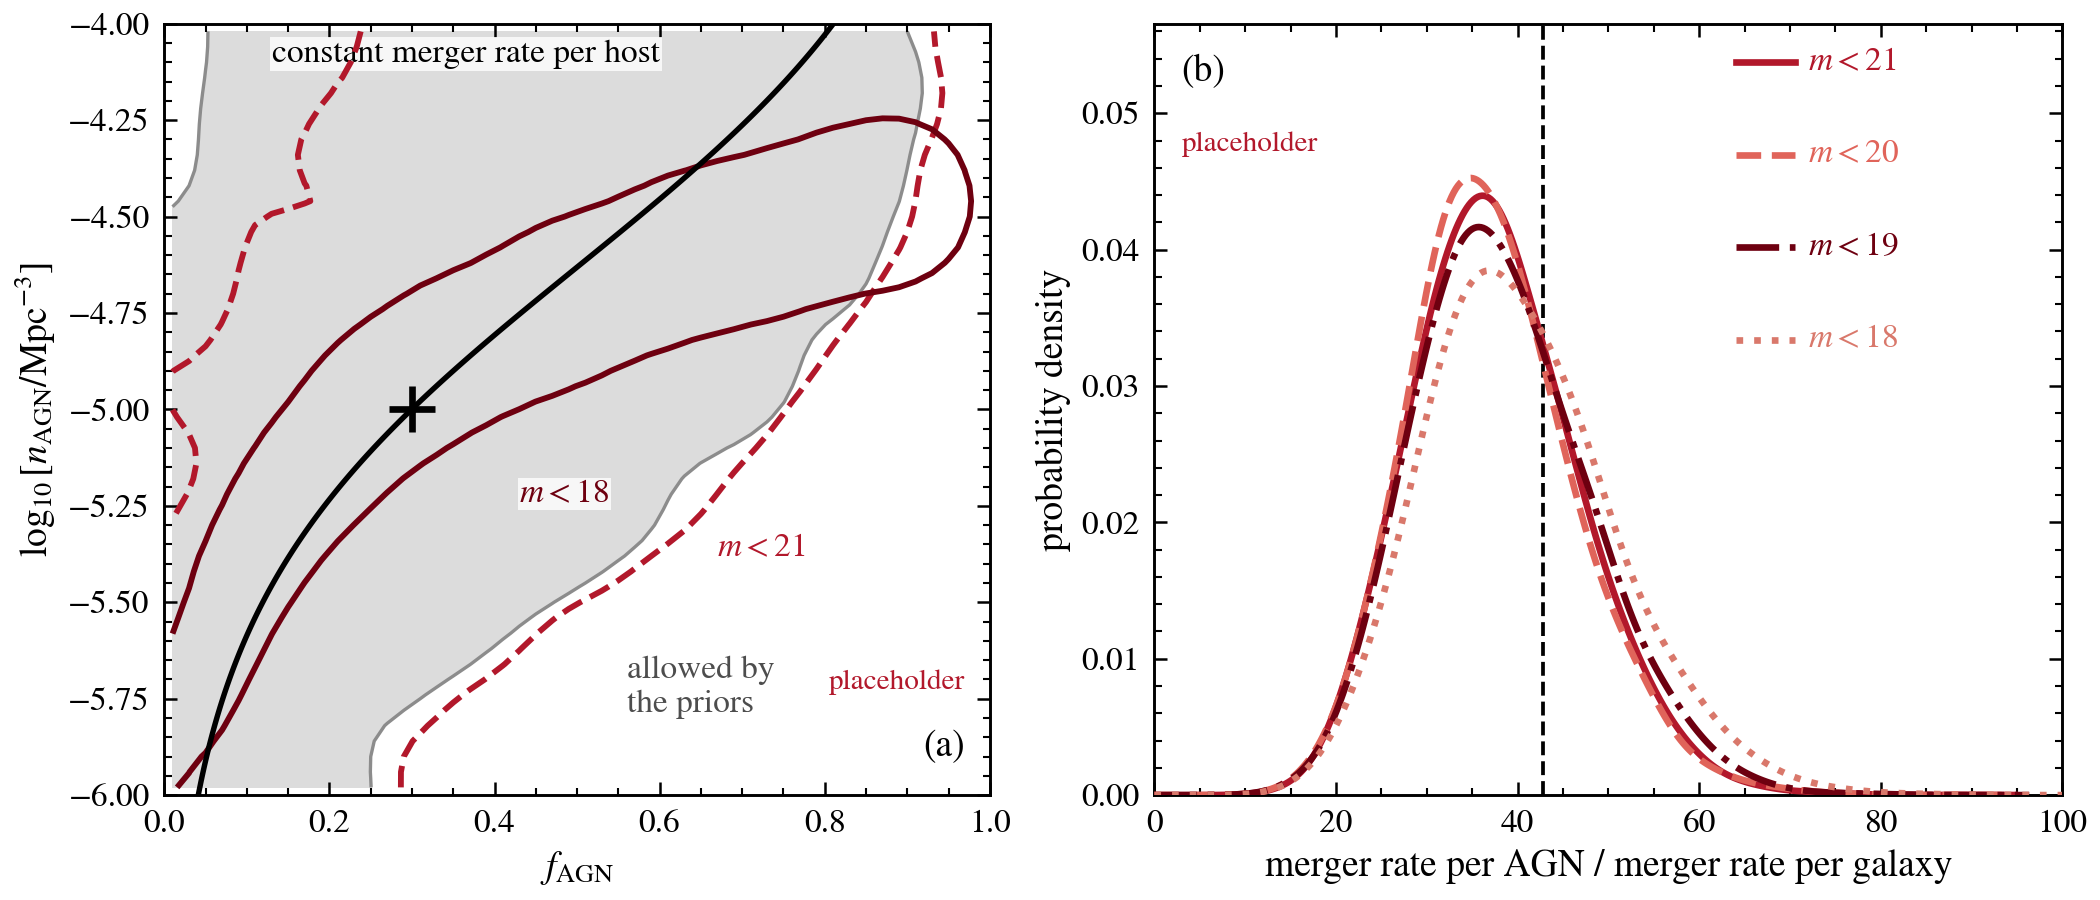 constant merger rate per host
m < 18
m < 21
allowed by
the priors
placeholder
(a)
−4.00
−4.25
−4.50
−4.75
−5.00
−5.25
−5.50
−5.75
−6.00
0.0 0.2 0.4 0.6 0.8 1.0
log₁₀ [n_AGN/Mpc⁻³]
f_AGN
(b)
placeholder
m < 21
m < 20
m < 19
m < 18
0.05
0.04
0.03
0.02
0.01
0.00
0 20 40 60 80 100
probability density
merger rate per AGN / merger rate per galaxy